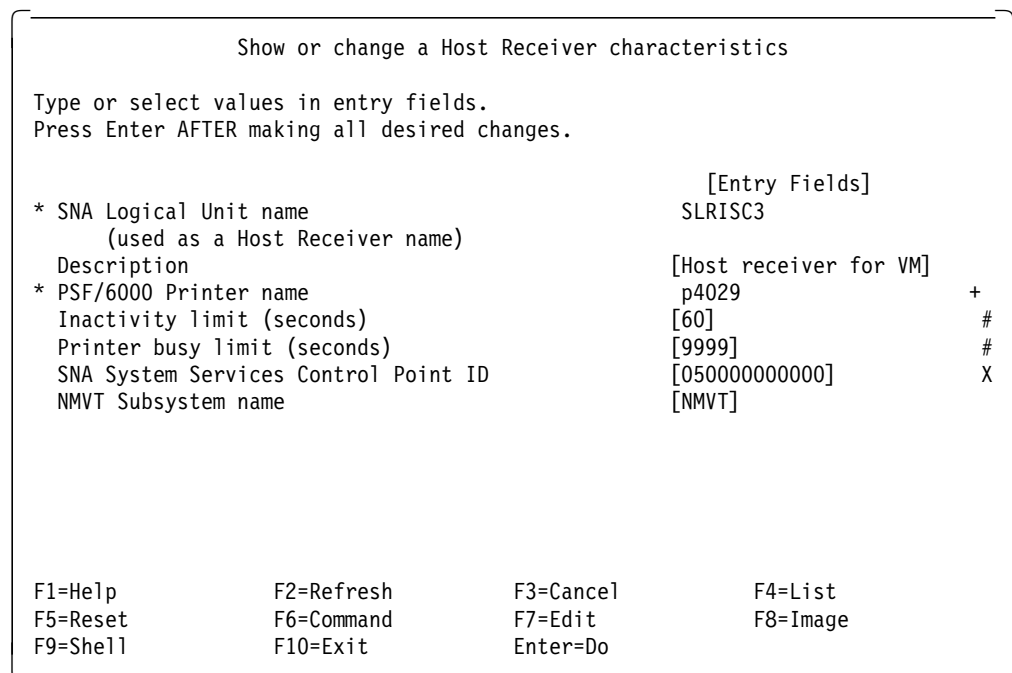 Show or change a Host Receiver characteristics
Type or select values in entry fields.
Press Enter AFTER making all desired changes.
[Entry Fields]
* SNA Logical Unit name SLRISC3
(used as a Host Receiver name)
Description [Host receiver for VM]
* PSF/6000 Printer name p4029 +
Inactivity limit (seconds) [60] #
Printer busy limit (seconds) [9999] #
SNA System Services Control Point ID [050000000000] X
NMVT Subsystem name [NMVT]
F1=Help F2=Refresh F3=Cancel F4=List
F5=Reset F6=Command F7=Edit F8=Image
F9=Shell F10=Exit Enter=Do